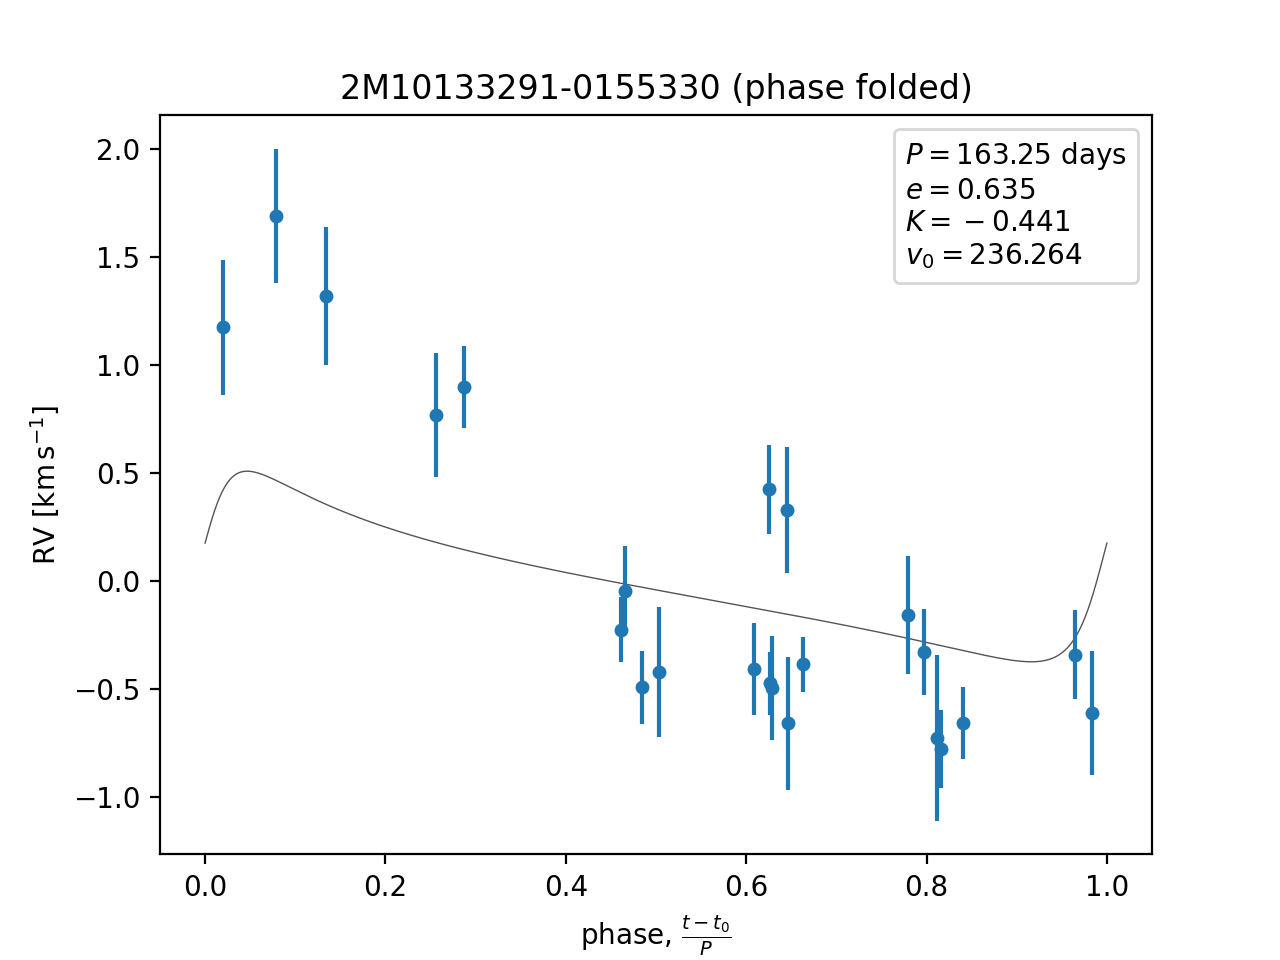 2M10133291-0155330 (phase folded)
P = 163.25 days
e = 0.635
K = −0.441
v₀ = 236.264
2.0
1.5
1.0
0.5
0.0
−0.5
−1.0
RV [km s⁻¹]
0.0 0.2 0.4 0.6 0.8 1.0
phase, (t − t₀)/P